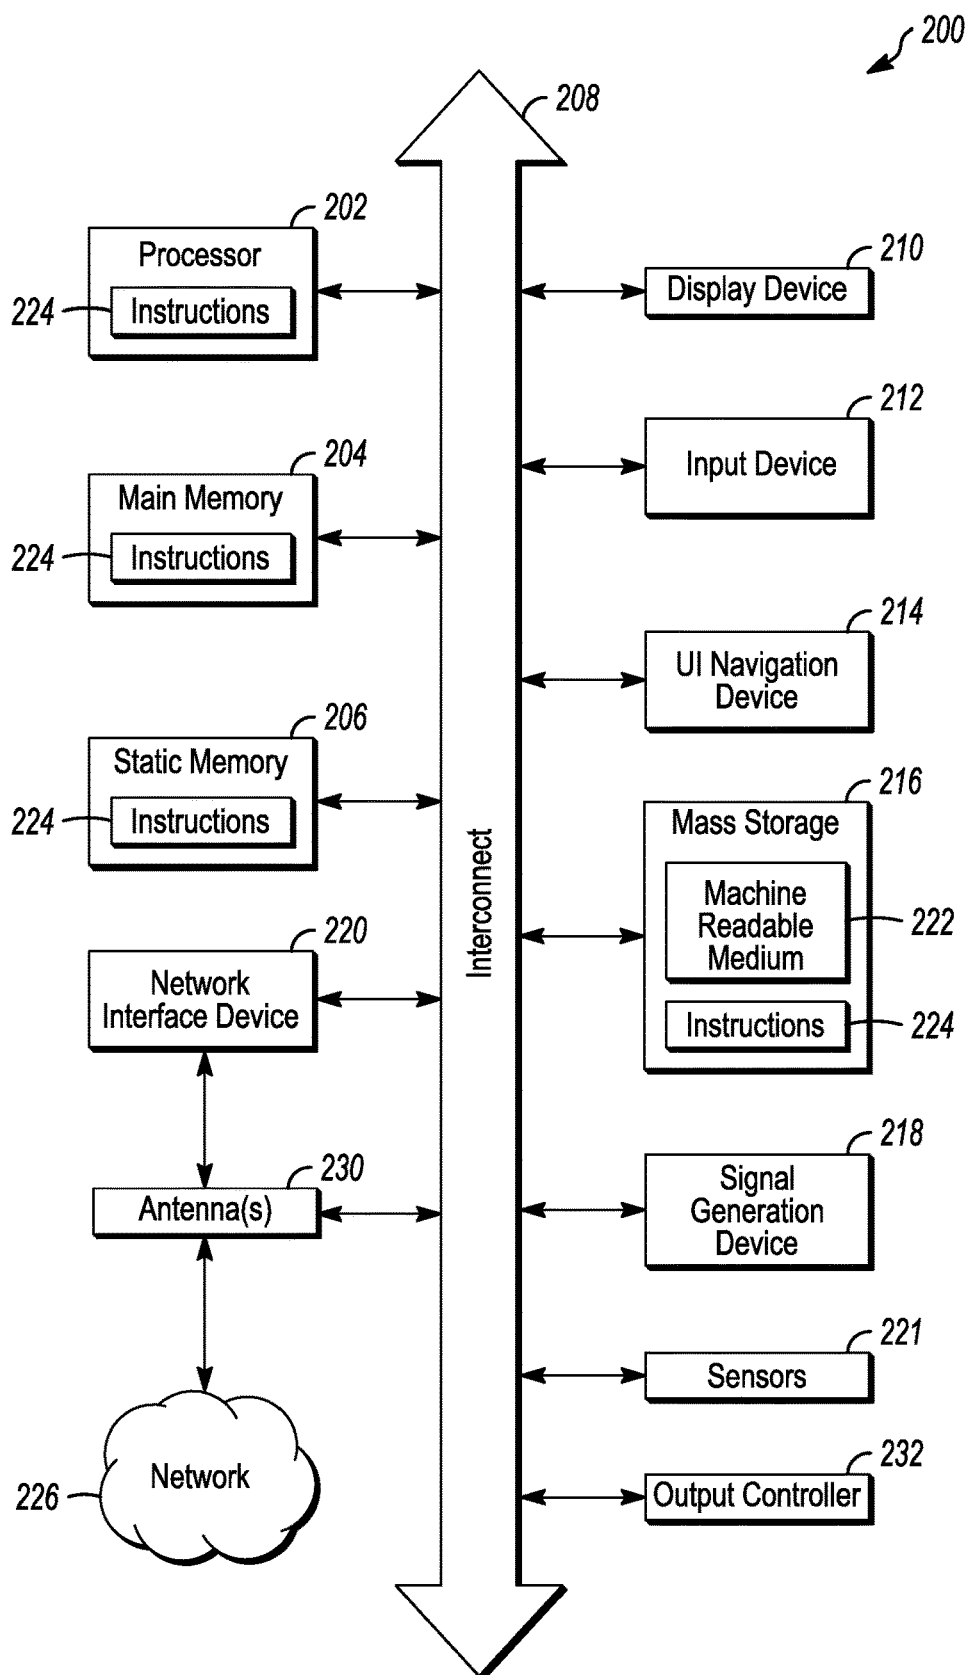 200
208
202
Processor
224
Instructions
204
Main Memory
224
Instructions
206
Static Memory
224
Instructions
220
Network
Interface Device
230
Antenna(s)
Network
226
Interconnect
210
Display Device
212
Input Device
214
UI Navigation
Device
216
Mass Storage
Machine
Readable
Medium
222
Instructions
224
218
Signal
Generation
Device
221
Sensors
232
Output Controller